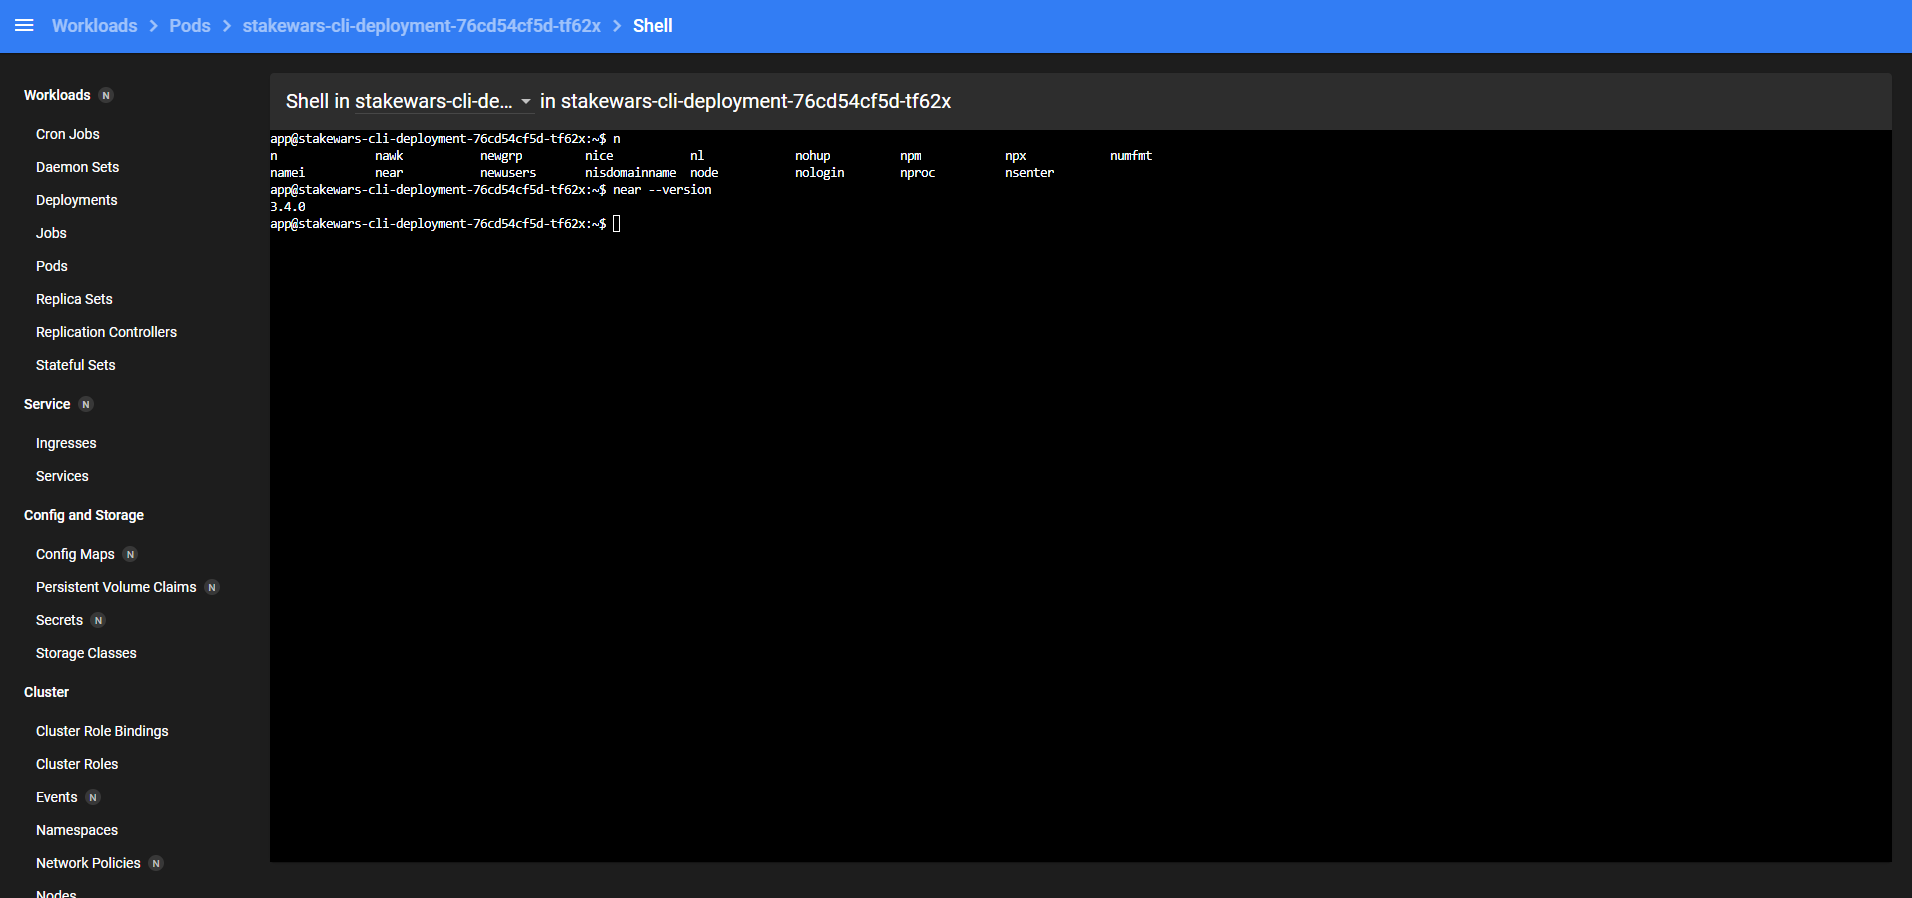 Workloads > Pods > stakewars-cli-deployment-76cd54cf5d-tf62x > Shell
Workloads N
Cron Jobs
Daemon Sets
Deployments
Jobs
Pods
Replica Sets
Replication Controllers
Stateful Sets
Service N
Ingresses
Services
Config and Storage
Config Maps N
Persistent Volume Claims N
Secrets N
Storage Classes
Cluster
Cluster Role Bindings
Cluster Roles
Events N
Namespaces
Network Policies N
Nodes
Shell in stakewars-cli-de... in stakewars-cli-deployment-76cd54cf5d-tf62x
app@stakewars-cli-deployment-76cd54cf5d-tf62x:~$ n
n nawk newgrp nice nl nohup npm npx numfmt
namei near newusers nisdomainname node nologin nproc nsenter
app@stakewars-cli-deployment-76cd54cf5d-tf62x:~$ near --version
3.4.0
app@stakewars-cli-deployment-76cd54cf5d-tf62x:~$